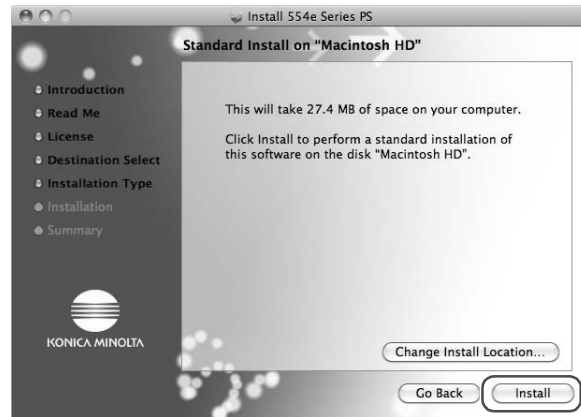 Install 554e Series PS
Standard Install on “Macintosh HD”
Introduction
Read Me
License
Destination Select
Installation Type
Installation
Summary
KONICA MINOLTA
This will take 27.4 MB of space on your computer.
Click Install to perform a standard installation of
this software on the disk “Macintosh HD”.
Change Install Location...
Go Back
Install